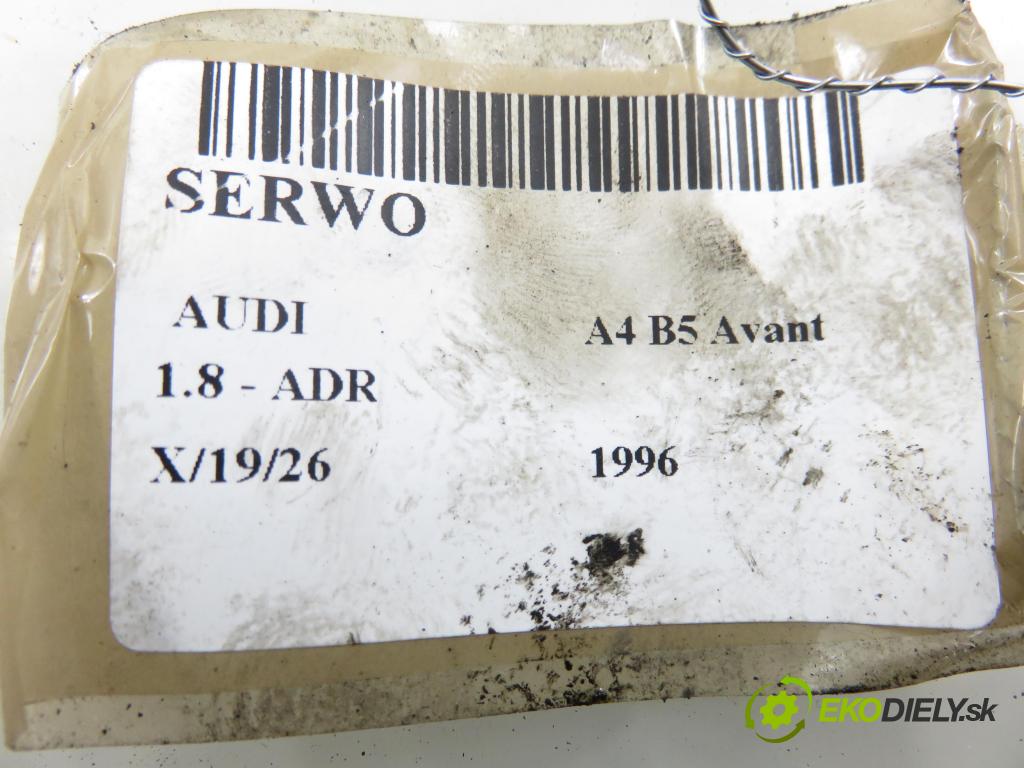 SERWO
AUDI A4 B5 Avant
1.8 - ADR
X/19/26 1996
EKODIELY.sk